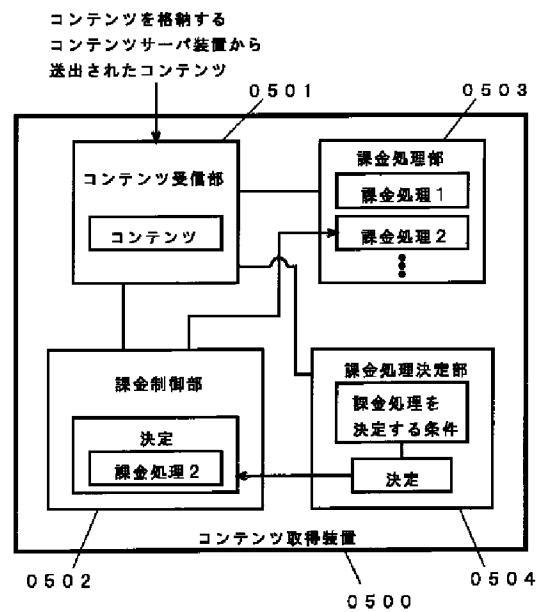 コンテンツを格納する
コンテンツサーバ装置から
送出されたコンテンツ
0501
0503
コンテンツ受信部
コンテンツ
課金処理部
課金処理1
課金処理2
課金制御部
決定
課金処理2
課金処理決定部
課金処理を
決定する条件
決定
コンテンツ取得装置
0502
0500
0504